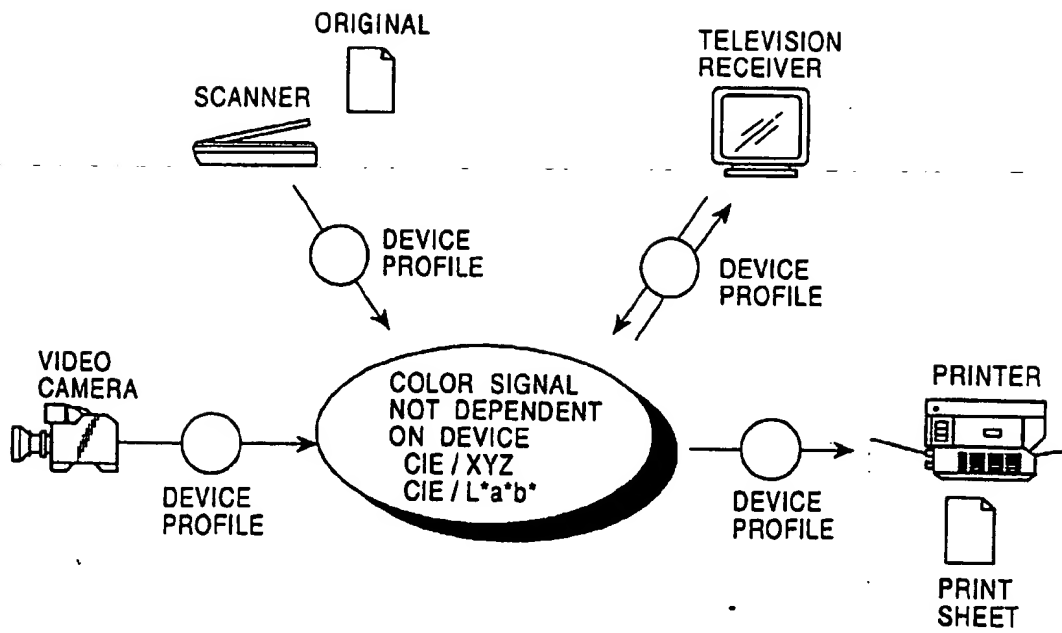 ORIGINAL
SCANNER
TELEVISION
RECEIVER
DEVICE
PROFILE
DEVICE
PROFILE
VIDEO
CAMERA
DEVICE
PROFILE
COLOR SIGNAL
NOT DEPENDENT
ON DEVICE
CIE / XYZ
CIE / L*a*b*
DEVICE
PROFILE
PRINTER
PRINT
SHEET